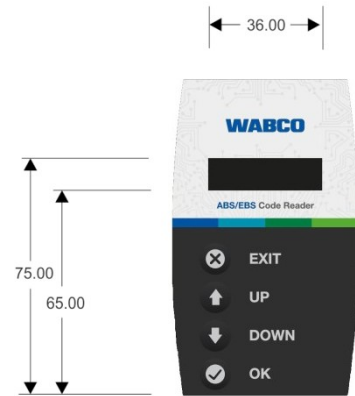 36.00
WABCO
ABS/EBS Code Reader
75.00
65.00
EXIT
UP
DOWN
OK